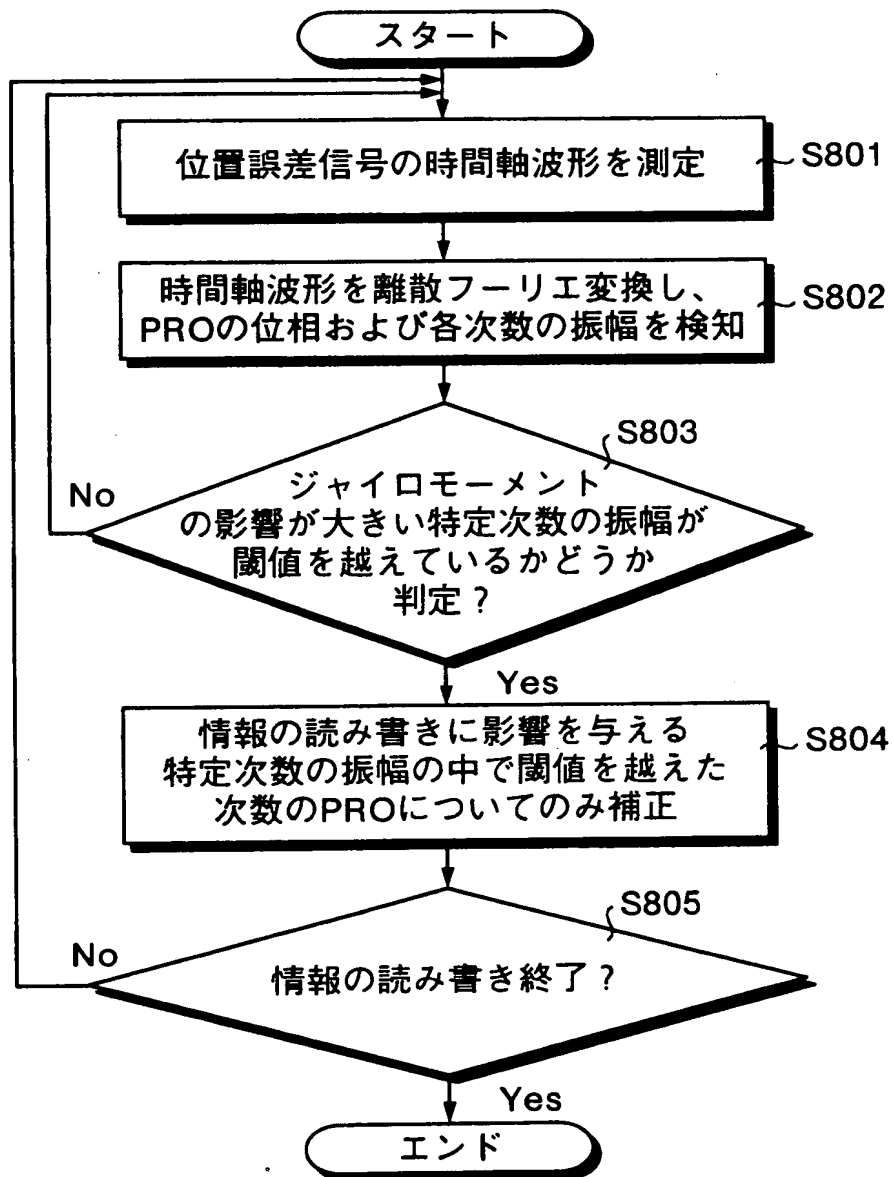 スタート
位置誤差信号の時間軸波形を測定
S801
時間軸波形を離散フーリエ変換し、
PROの位相および各次数の振幅を検知
S802
S803
No
ジャイロモーメント
の影響が大きい特定次数の振幅が
閾値を越えているかどうか
判定？
Yes
情報の読み書きに影響を与える
特定次数の振幅の中で閾値を越えた
次数のPROについてのみ補正
S804
S805
No
情報の読み書き終了？
Yes
エンド